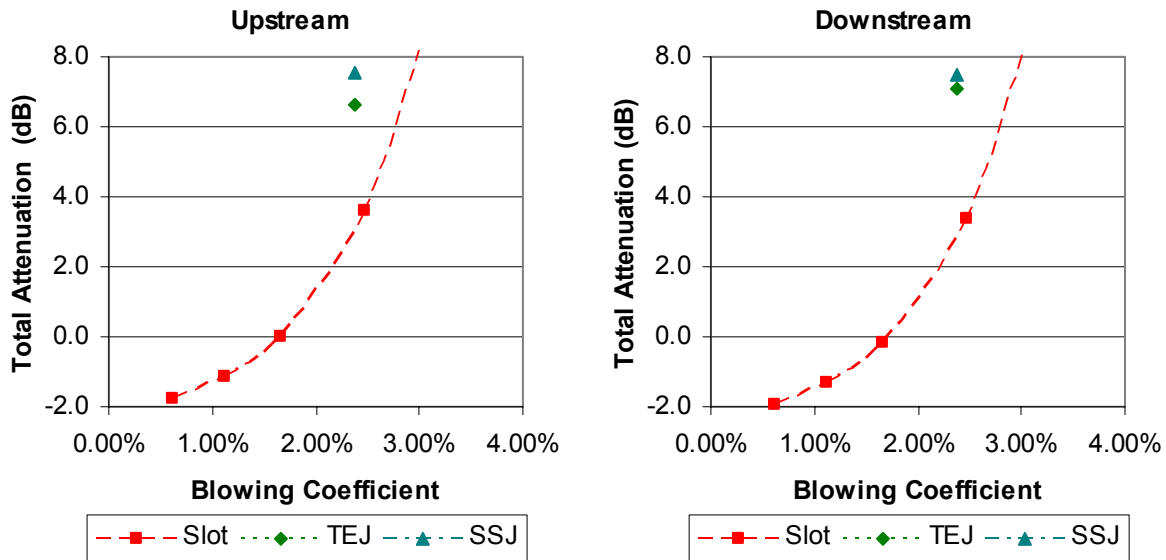 Upstream
8.0
6.0
4.0
2.0
0.0
-2.0
Total Attenuation (dB)
0.00% 1.00% 2.00% 3.00% 4.00%
Blowing Coefficient
Slot TEJ SSJ
Downstream
8.0
6.0
4.0
2.0
0.0
-2.0
Total Attenuation (dB)
0.00% 1.00% 2.00% 3.00% 4.00%
Blowing Coefficient
Slot TEJ SSJ